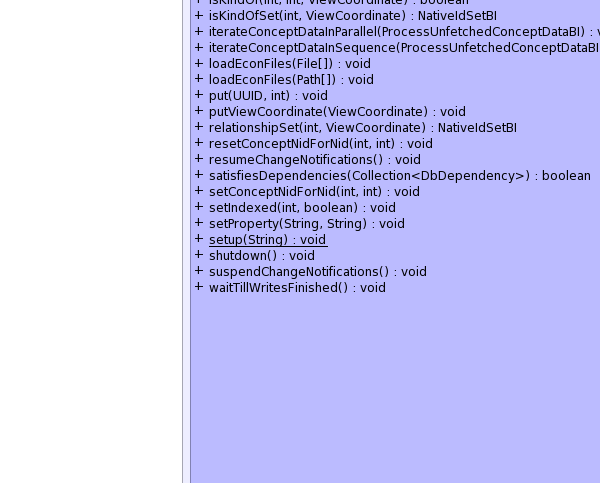 + isKindOf(int, int, ViewCoordinate) : boolean
+ isKindOfSet(int, ViewCoordinate) : NativeIdSetBI
+ iterateConceptDataInParallel(ProcessUnfetchedConceptDataBI) : v
+ iterateConceptDataInSequence(ProcessUnfetchedConceptDataBI
+ loadEconFiles(File[]) : void
+ loadEconFiles(Path[]) : void
+ put(UUID, int) : void
+ putViewCoordinate(ViewCoordinate) : void
+ relationshipSet(int, ViewCoordinate) : NativeIdSetBI
+ resetConceptNidForNid(int, int) : void
+ resumeChangeNotifications() : void
+ satisfiesDependencies(Collection<DbDependency>) : boolean
+ setConceptNidForNid(int, int) : void
+ setIndexed(int, boolean) : void
+ setProperty(String, String) : void
+ setup(String) : void
+ shutdown() : void
+ suspendChangeNotifications() : void
+ waitTillWritesFinished() : void